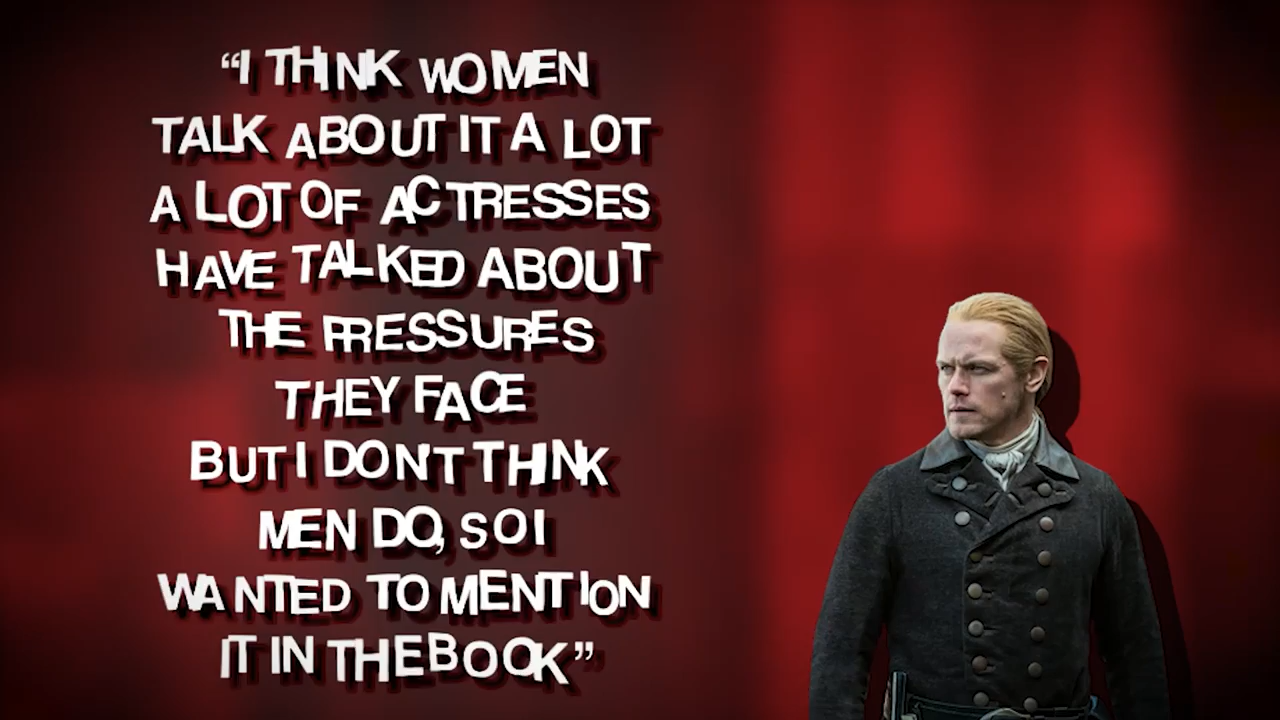 “I THINK WOMEN
TALK ABOUT IT A LOT
A LOT OF ACTRESSES
HAVE TALKED ABOUT
THE PRESSURES
THEY FACE
BUT I DON'T THINK
MEN DO, SO I
WANTED TO MENTION
IT IN THE BOOK”